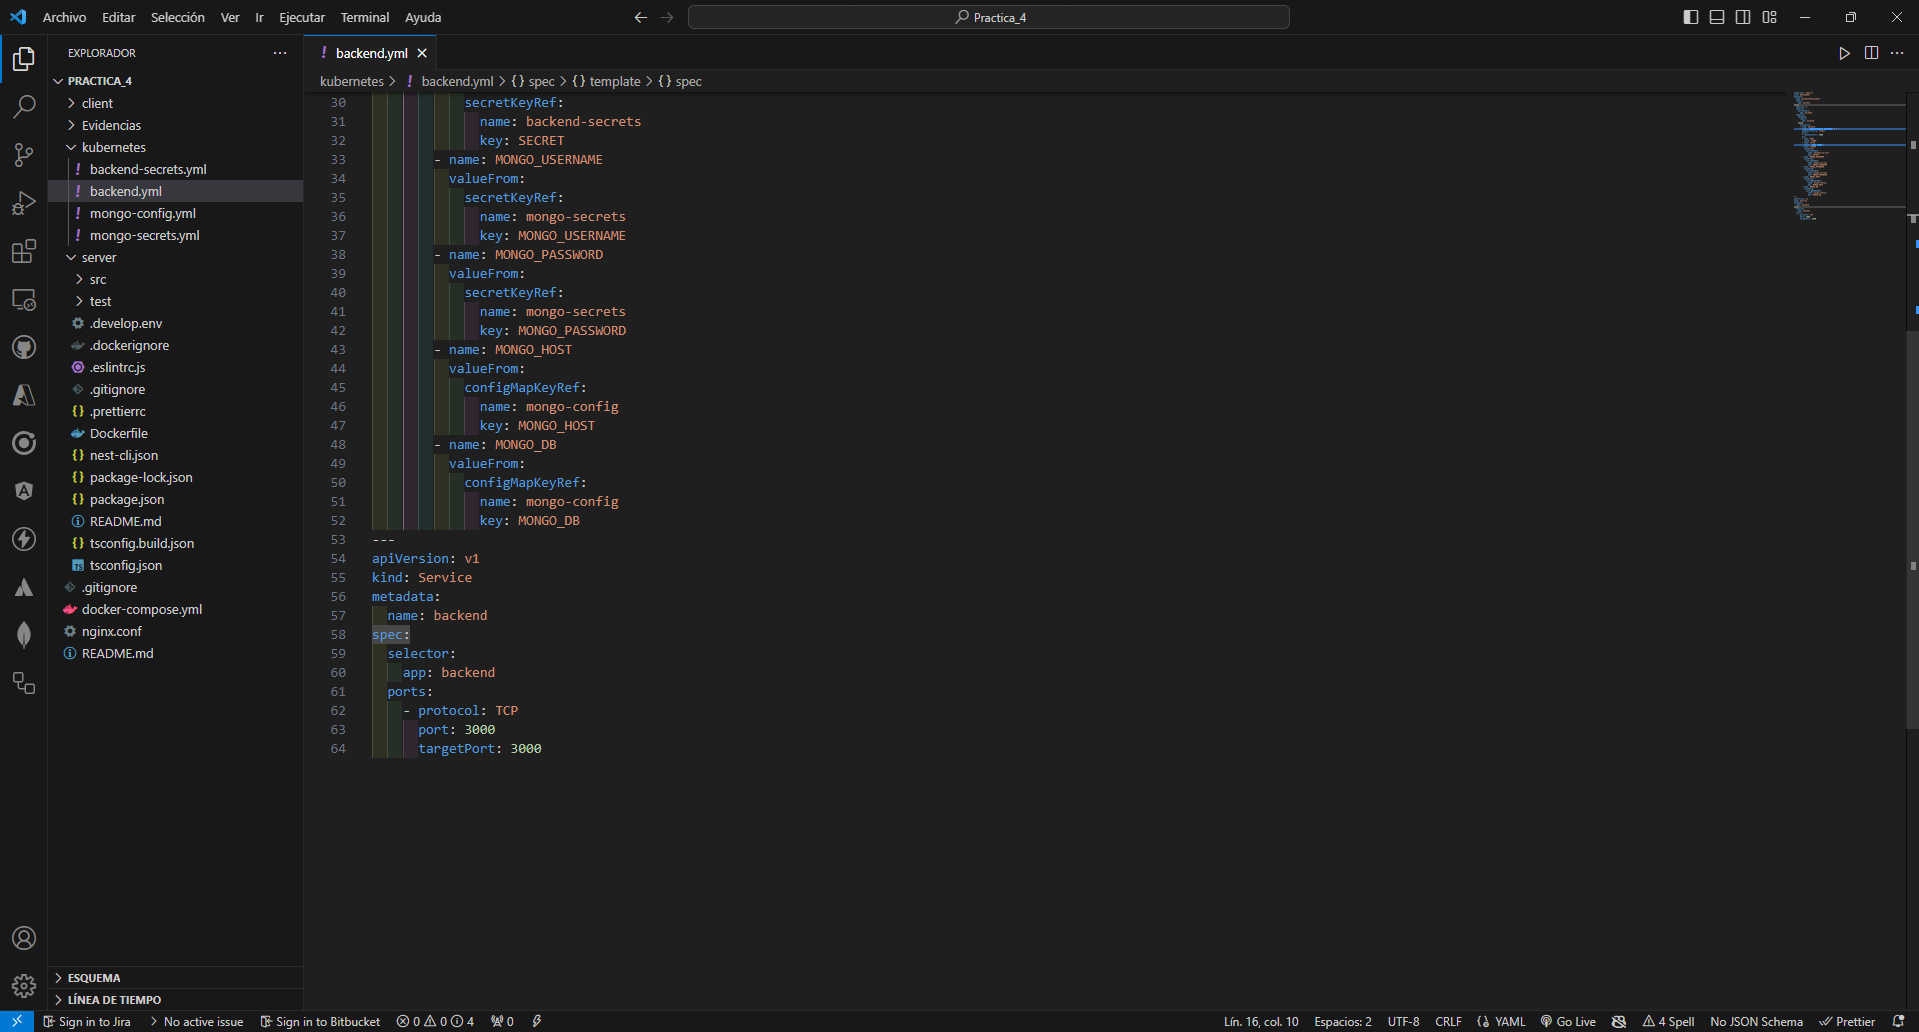 Archivo Editar Selección Ver Ir Ejecutar Terminal Ayuda
Practica_4
EXPLORADOR
PRACTICA_4
client
Evidencias
kubernetes
! backend-secrets.yml
! backend.yml
! mongo-config.yml
! mongo-secrets.yml
server
src
test
.develop.env
.dockerignore
.eslintrc.js
.gitignore
{} .prettierrc
Dockerfile
{} nest-cli.json
{} package-lock.json
{} package.json
README.md
{} tsconfig.build.json
TS tsconfig.json
.gitignore
docker-compose.yml
nginx.conf
README.md
ESQUEMA
LÍNEA DE TIEMPO
! backend.yml
kubernetes > ! backend.yml > {} spec > {} template > {} spec
30 secretKeyRef:
31 name: backend-secrets
32 key: SECRET
33 - name: MONGO_USERNAME
34 valueFrom:
35 secretKeyRef:
36 name: mongo-secrets
37 key: MONGO_USERNAME
38 - name: MONGO_PASSWORD
39 valueFrom:
40 secretKeyRef:
41 name: mongo-secrets
42 key: MONGO_PASSWORD
43 - name: MONGO_HOST
44 valueFrom:
45 configMapKeyRef:
46 name: mongo-config
47 key: MONGO_HOST
48 - name: MONGO_DB
49 valueFrom:
50 configMapKeyRef:
51 name: mongo-config
52 key: MONGO_DB
53 ---
54 apiVersion: v1
55 kind: Service
56 metadata:
57 name: backend
58 spec:
59 selector:
60 app: backend
61 ports:
62 - protocol: TCP
63 port: 3000
64 targetPort: 3000
Sign in to Jira > No active issue Sign in to Bitbucket 0 0 4 0 Lín. 16, col. 10 Espacios: 2 UTF-8 CRLF YAML Go Live 4 Spell No JSON Schema Prettier